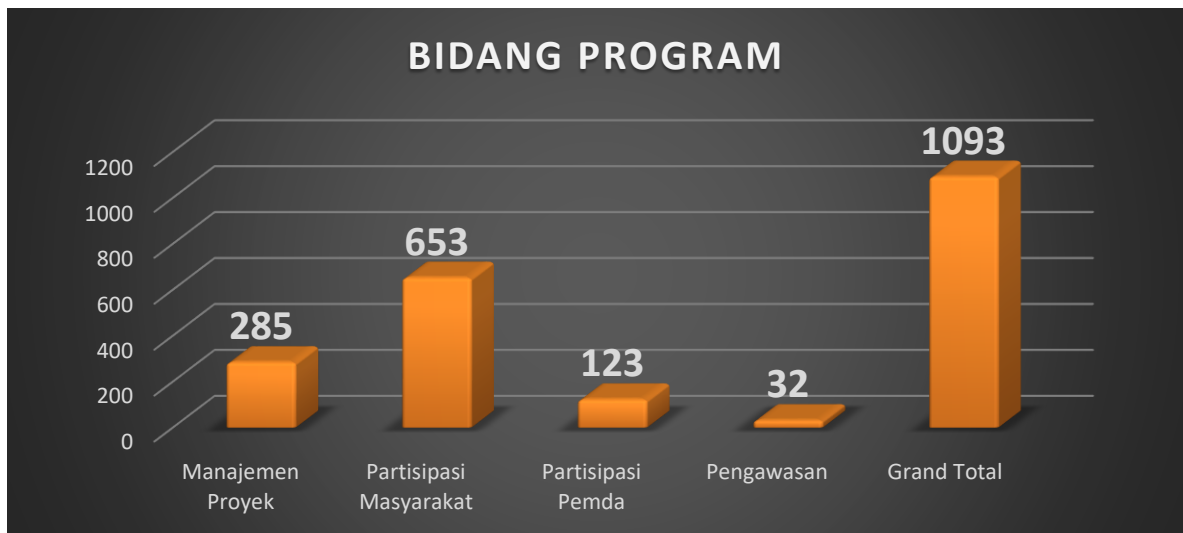 BIDANG PROGRAM
1200
1000
800
600
400
200
0
285
653
123
32
1093
Manajemen
Proyek
Partisipasi
Masyarakat
Partisipasi
Pemda
Pengawasan
Grand Total